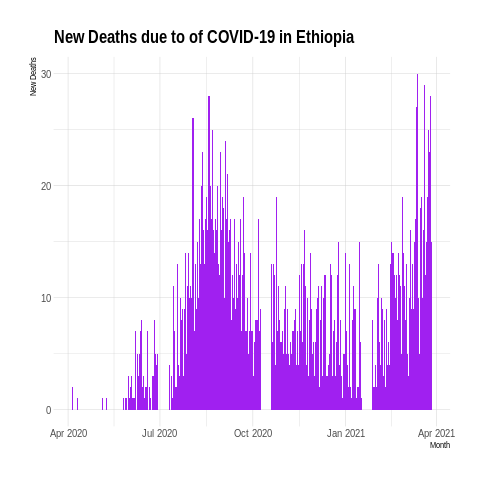 New Deaths due to of COVID-19 in Ethiopia
New Deaths
30
20
10
0
Apr 2020
Jul 2020
Oct 2020
Jan 2021
Apr 2021
Month